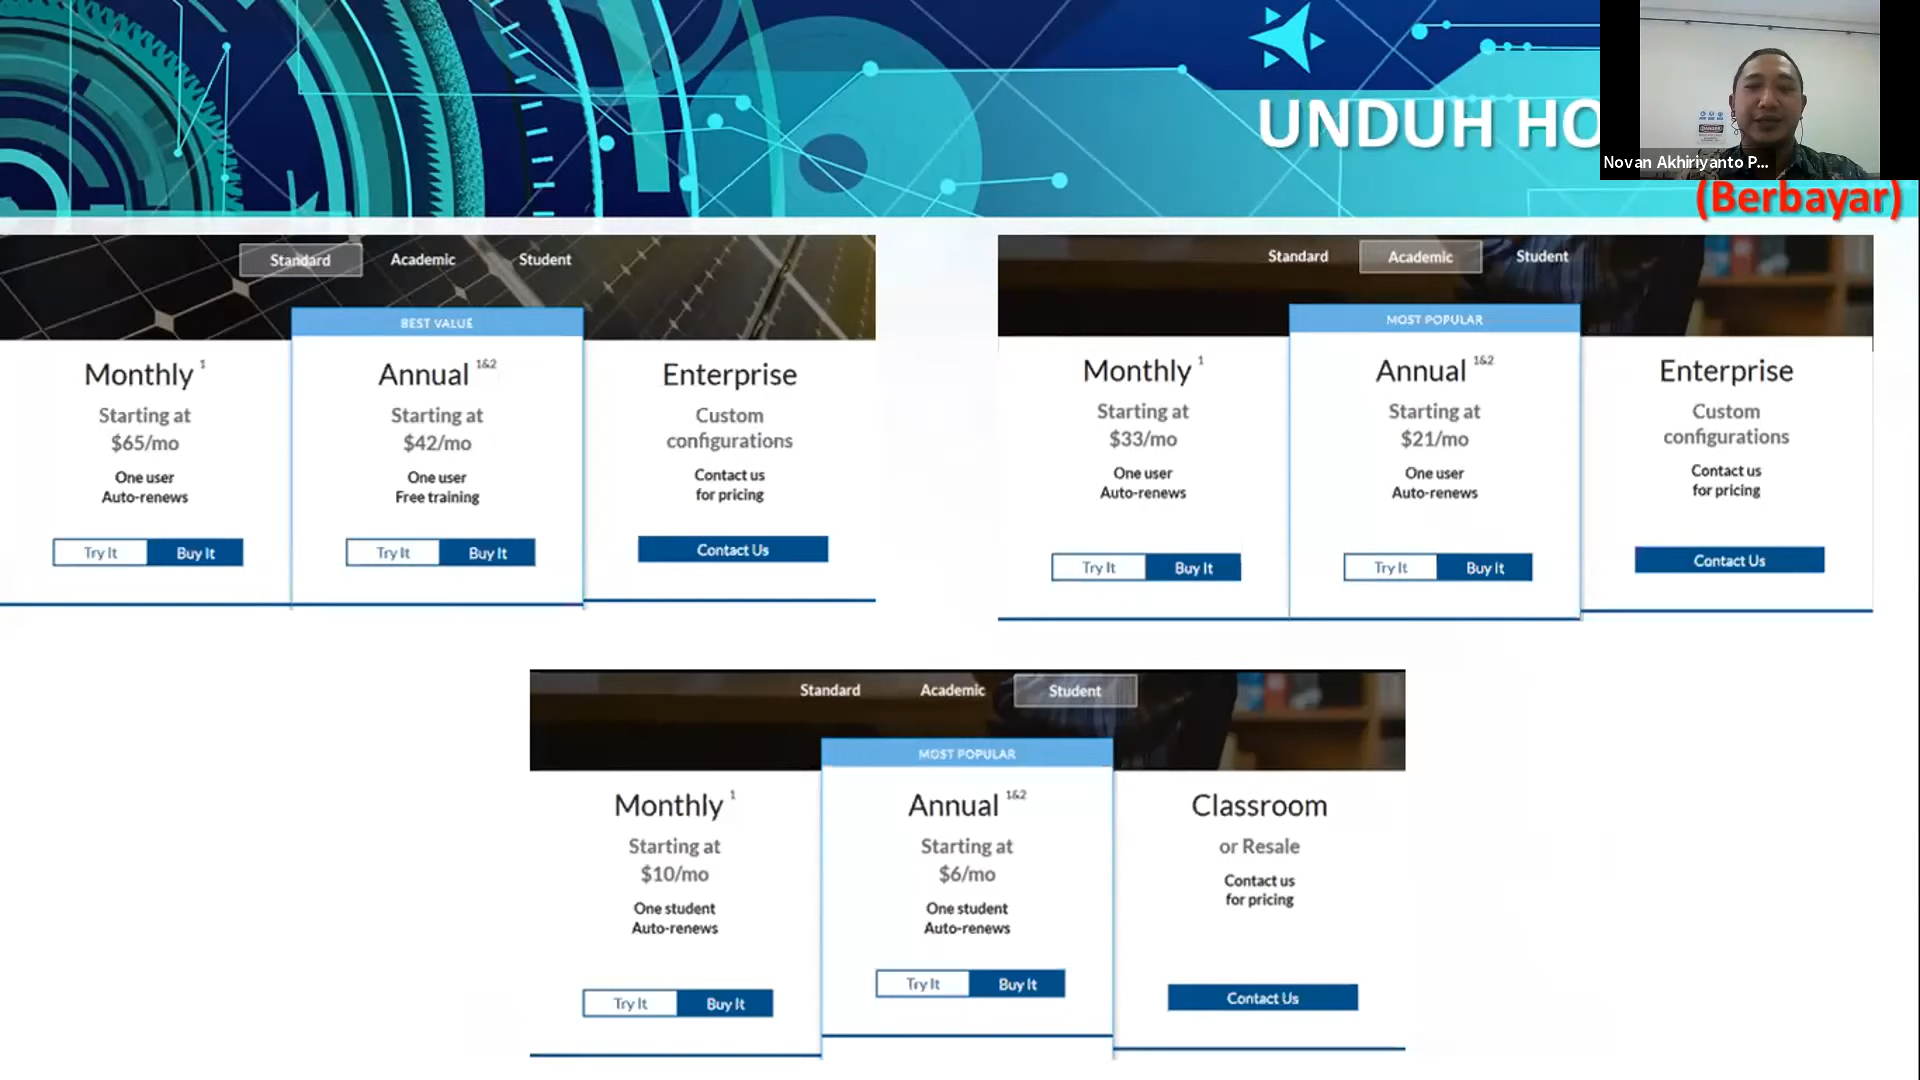 UNDUH HO
Novan Akhiriyanto P...
(Berbayar)
Standard
Academic
Student
BEST VALUE
Monthly 1
Starting at
$65/mo
One user
Auto-renews
Try It
Buy It
Annual 1&2
Starting at
$42/mo
One user
Free training
Try It
Buy It
Enterprise
Custom
configurations
Contact us
for pricing
Contact Us
Standard
Academic
Student
MOST POPULAR
Monthly 1
Starting at
$33/mo
One user
Auto-renews
Try It
Buy It
Annual 1&2
Starting at
$21/mo
One user
Auto-renews
Try It
Buy It
Enterprise
Custom
configurations
Contact us
for pricing
Contact Us
Standard
Academic
Student
MOST POPULAR
Monthly 1
Starting at
$10/mo
One student
Auto-renews
Try It
Buy It
Annual 1&2
Starting at
$6/mo
One student
Auto-renews
Try It
Buy It
Classroom
or Resale
Contact us
for pricing
Contact Us